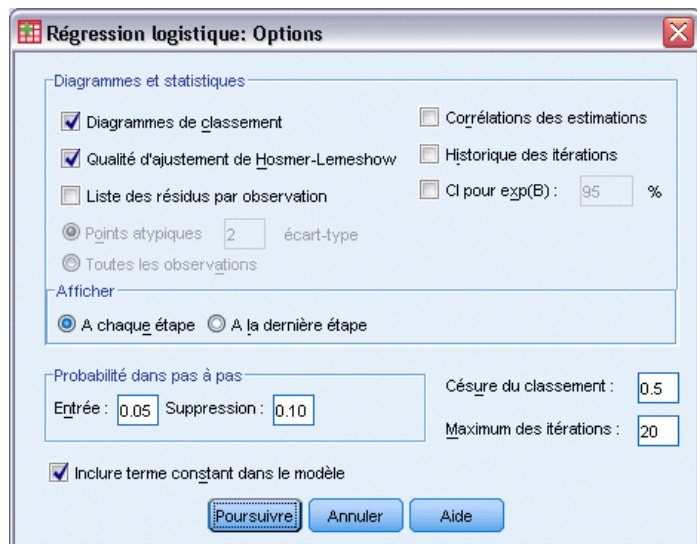 Régression logistique: Options
Diagrammes et statistiques
Diagrammes de classement
Corrélations des estimations
Qualité d'ajustement de Hosmer-Lemeshow
Historique des itérations
Liste des résidus par observation
CI pour exp(B) : 95 %
Points atypiques 2 écart-type
Toutes les observations
Afficher
A chaque étape A la dernière étape
Probabilité dans pas à pas
Entrée : 0.05 Suppression : 0.10
Césure du classement : 0.5
Maximum des itérations : 20
Inclure terme constant dans le modèle
Poursuivre Annuler Aide